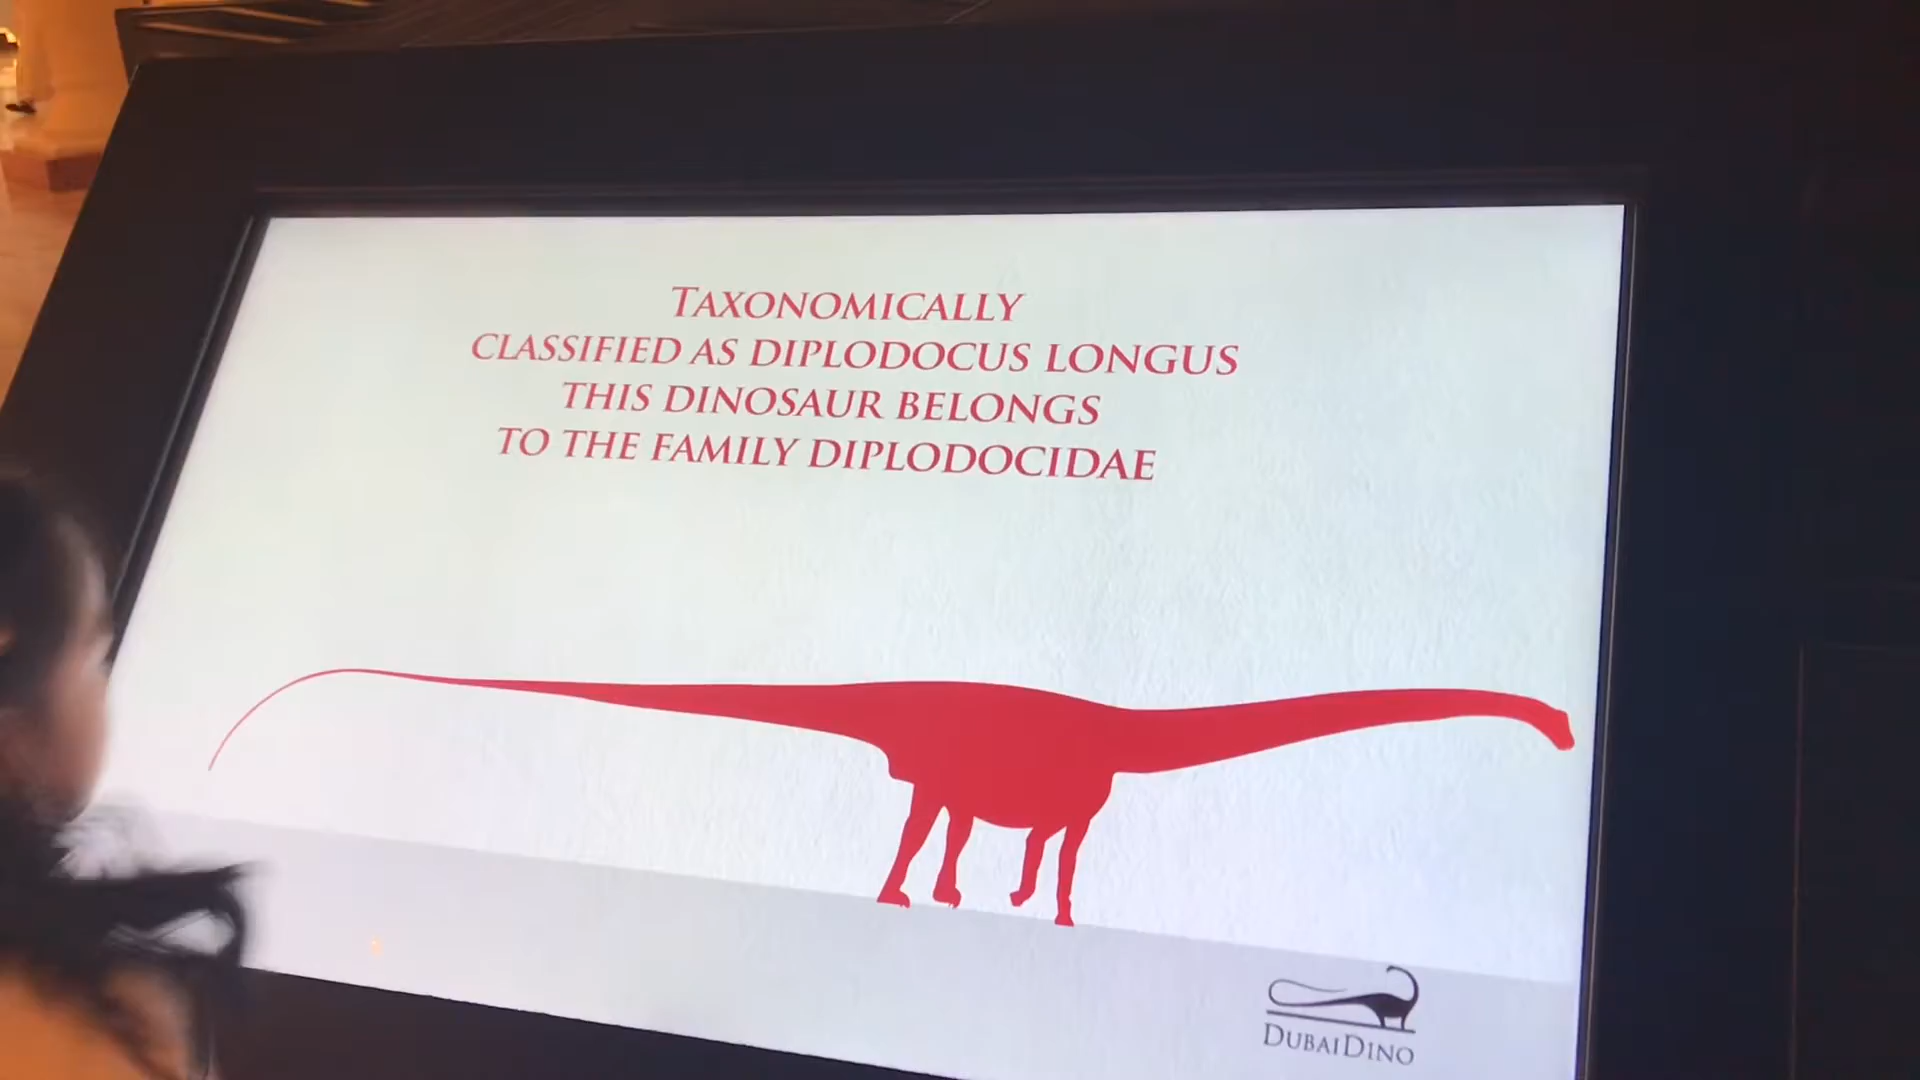 TAXONOMICALLY
CLASSIFIED AS DIPLODOCUS LONGUS
THIS DINOSAUR BELONGS
TO THE FAMILY DIPLODOCIDAE
DUBAIDINO